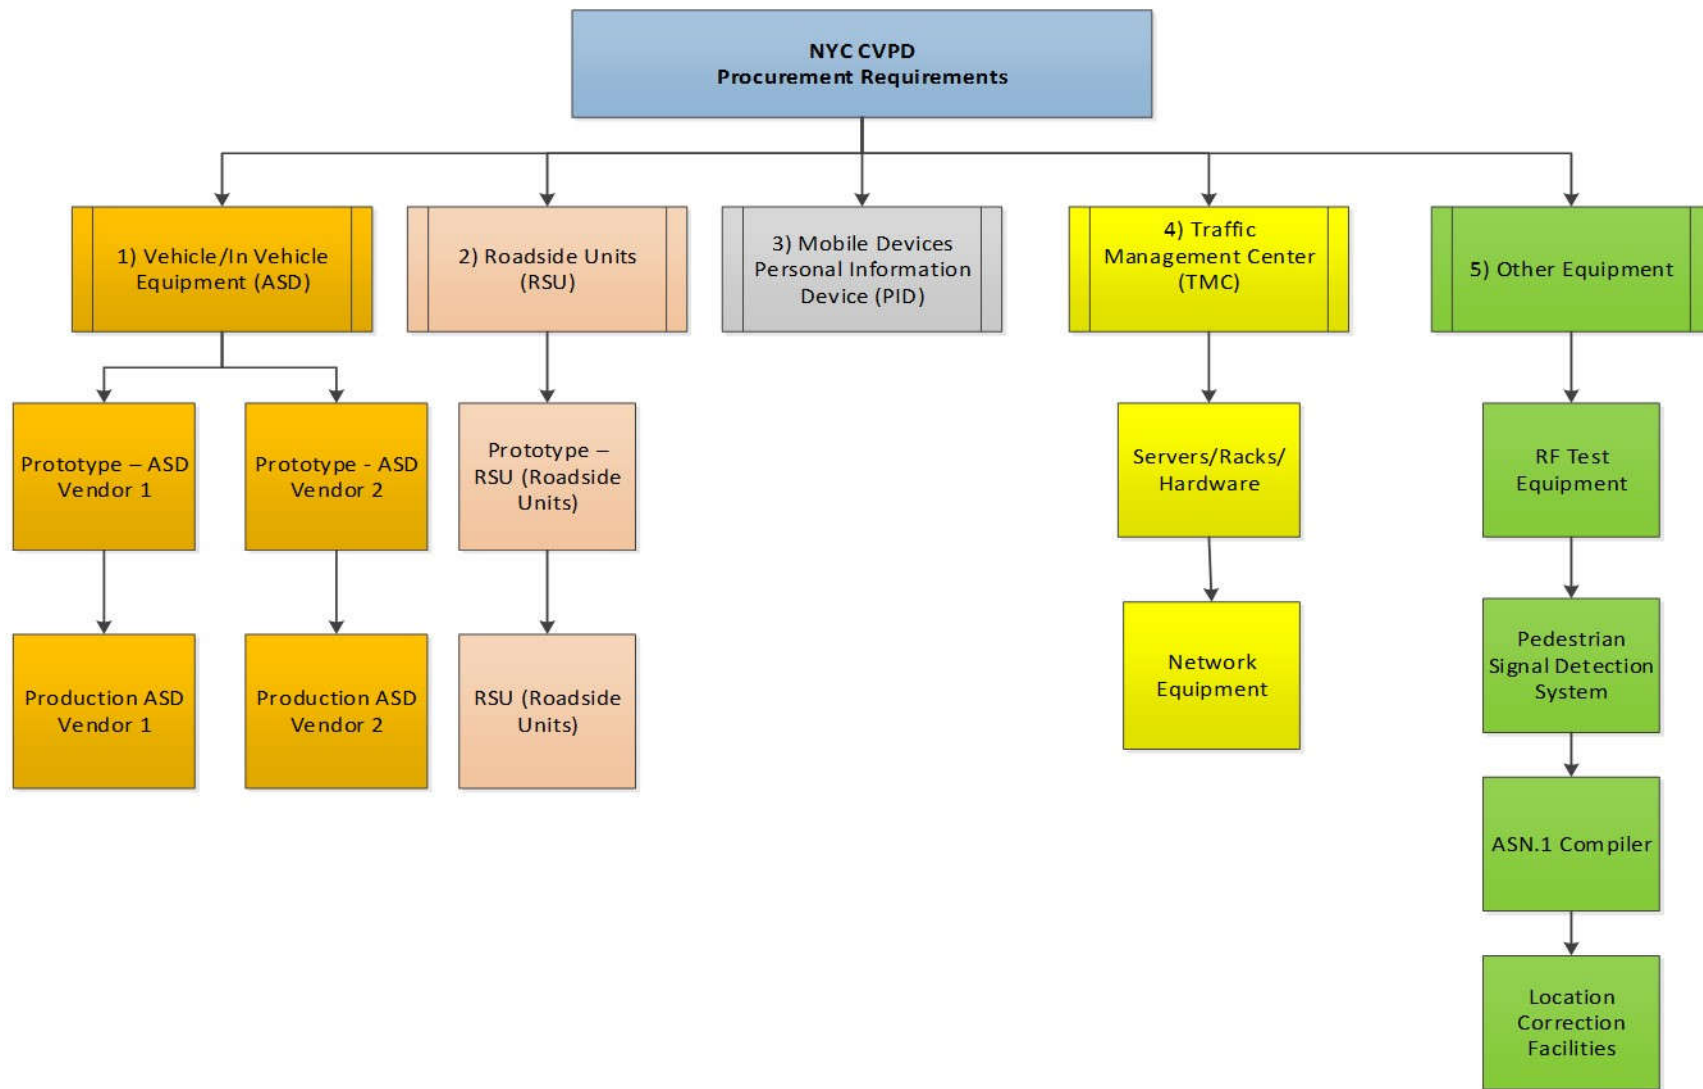 NYC CVPD
Procurement Requirements
1) Vehicle/In Vehicle
Equipment (ASD)
2) Roadside Units
(RSU)
3) Mobile Devices
Personal Information
Device (PID)
4) Traffic
Management Center
(TMC)
5) Other Equipment
Prototype – ASD
Vendor 1
Prototype - ASD
Vendor 2
Prototype –
RSU (Roadside
Units)
Servers/Racks/
Hardware
RF Test
Equipment
Production ASD
Vendor 1
Production ASD
Vendor 2
RSU (Roadside
Units)
Network
Equipment
Pedestrian
Signal Detection
System
ASN.1 Compiler
Location
Correction
Facilities